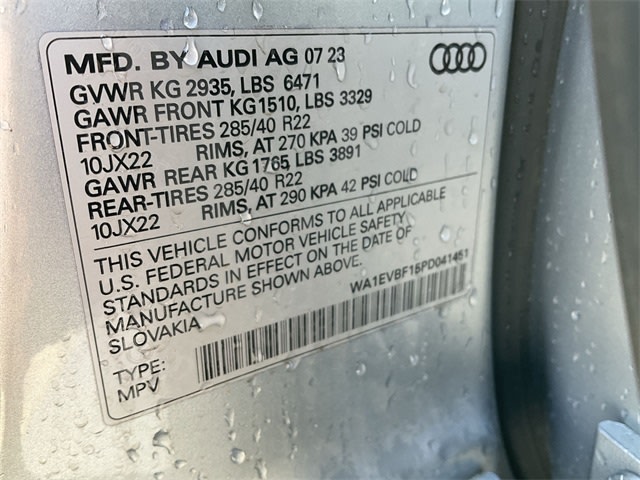 MFD. BY AUDI AG 07 23
GVWR KG 2935, LBS 6471
GAWR FRONT KG1510, LBS 3329
FRONT-TIRES 285/40 R22
10JX22 RIMS, AT 270 KPA 39 PSI COLD
GAWR REAR KG 1765 LBS 3891
REAR-TIRES 285/40 R22
10JX22 RIMS, AT 290 KPA 42 PSI COLD
THIS VEHICLE CONFORMS TO ALL APPLICABLE
U.S. FEDERAL MOTOR VEHICLE SAFETY
STANDARDS IN EFFECT ON THE DATE OF
MANUFACTURE SHOWN ABOVE.
SLOVAKIA WA1EVBF15PD041451
TYPE:
MPV